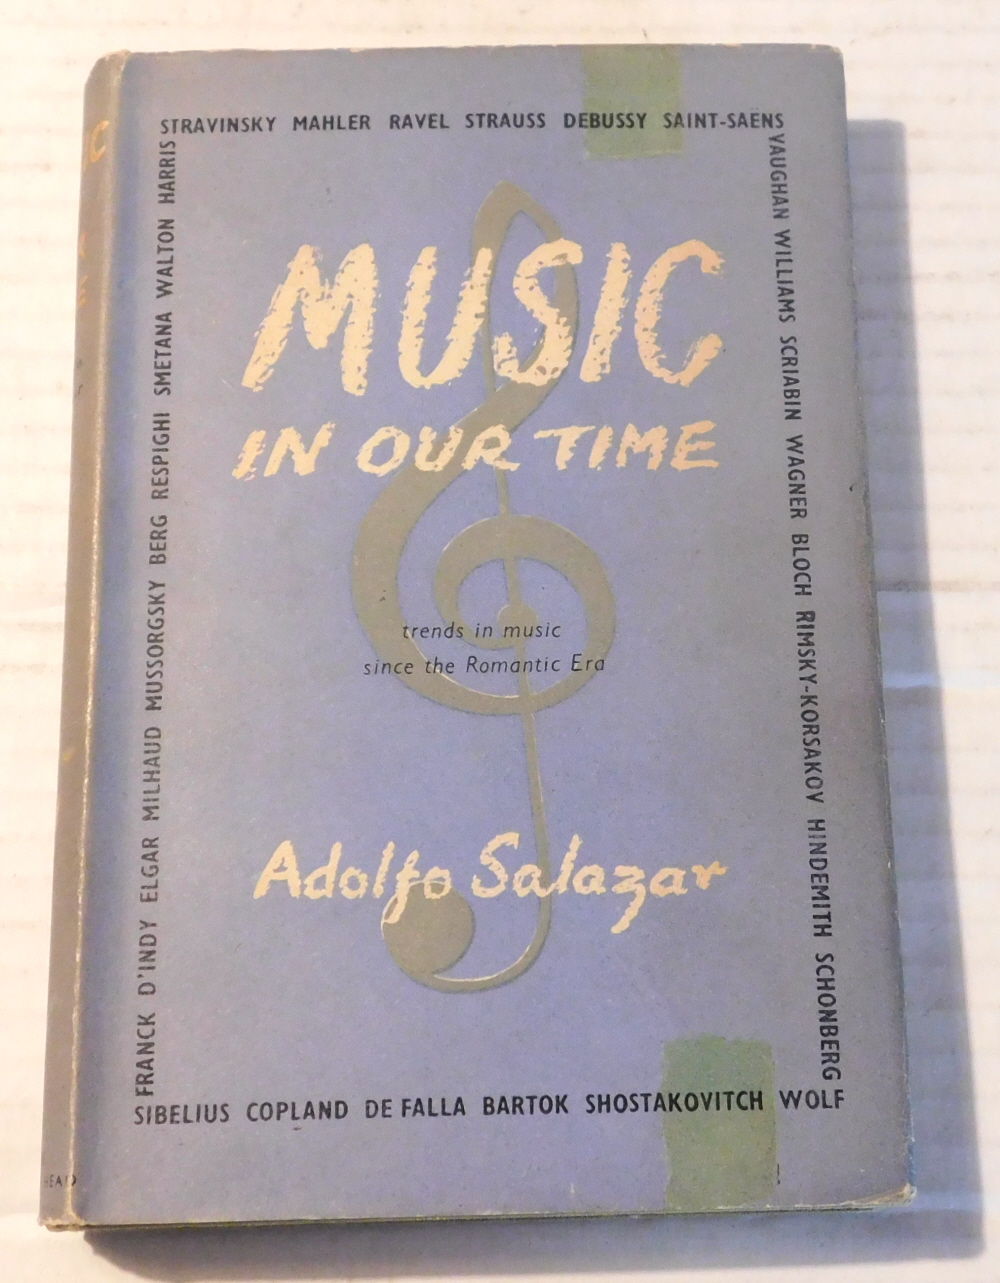 STRAVINSKY MAHLER RAVEL STRAUSS DEBUSSY SAINT-SAËNS
VAUGHAN WILLIAMS SCRIABIN WAGNER BLOCH RIMSKY-KORSAKOV HINDEMITH SCHONBERG
FRANCK D'INDY ELGAR MILHAUD MUSSORGSKY BERG RESPIGHI SMETANA WALTON HARRIS
MUSIC
IN OUR TIME
trends in music
since the Romantic Era
Adolfo Salazar
SIBELIUS COPLAND DE FALLA BARTOK SHOSTAKOVITCH WOLF